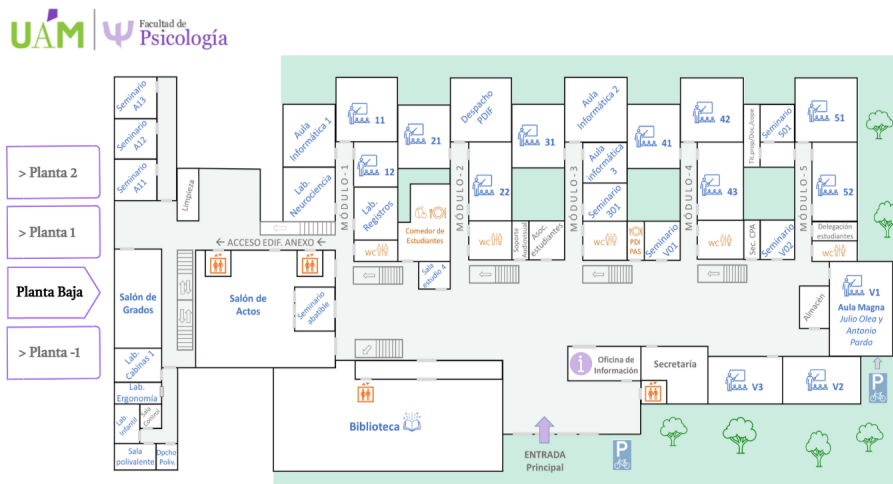 UAM
Facultad de
Psicología
> Planta 2
> Planta 1
Planta Baja
> Planta -1
Seminario
A13
Seminario
A12
Seminario
A11
Limpieza
← ACCESO EDIF. ANEXO ←
Salón de
Grados
Salón de
Actos
Seminario
abatible
Lab.
Cabinas 1
Lab.
Ergonomía
Lab.
Infantil
Sala
Control
Sala
polivalente
Dpcho
Poliv.
Aula
Informática 1
Lab.
Neurociencia
MÓDULO-1
11
12
Lab.
Registros
WC
21
Comedor de
Estudiantes
Sala
estudio 4
MÓDULO-2
Despacho
PDIF
22
WC
31
Soporte
Audiovisual
Asoc.
estudiantes
MÓDULO-3
Aula
Informática 2
Aula
informática
3
Seminario
301
WC
41
PDI
PAS
Seminario
V01
MÓDULO-4
42
43
WC
Tit.prop/Doc./cope
Seminario
501
Sec. CPA
Seminario
V02
MÓDULO-5
51
52
Delegación
estudiantes
WC
Almacén
V1
Aula Magna
Julio Olea y
Antonio
Pardo
Oficina de
Información
Secretaría
V3
V2
Biblioteca
ENTRADA
Principal
P
P